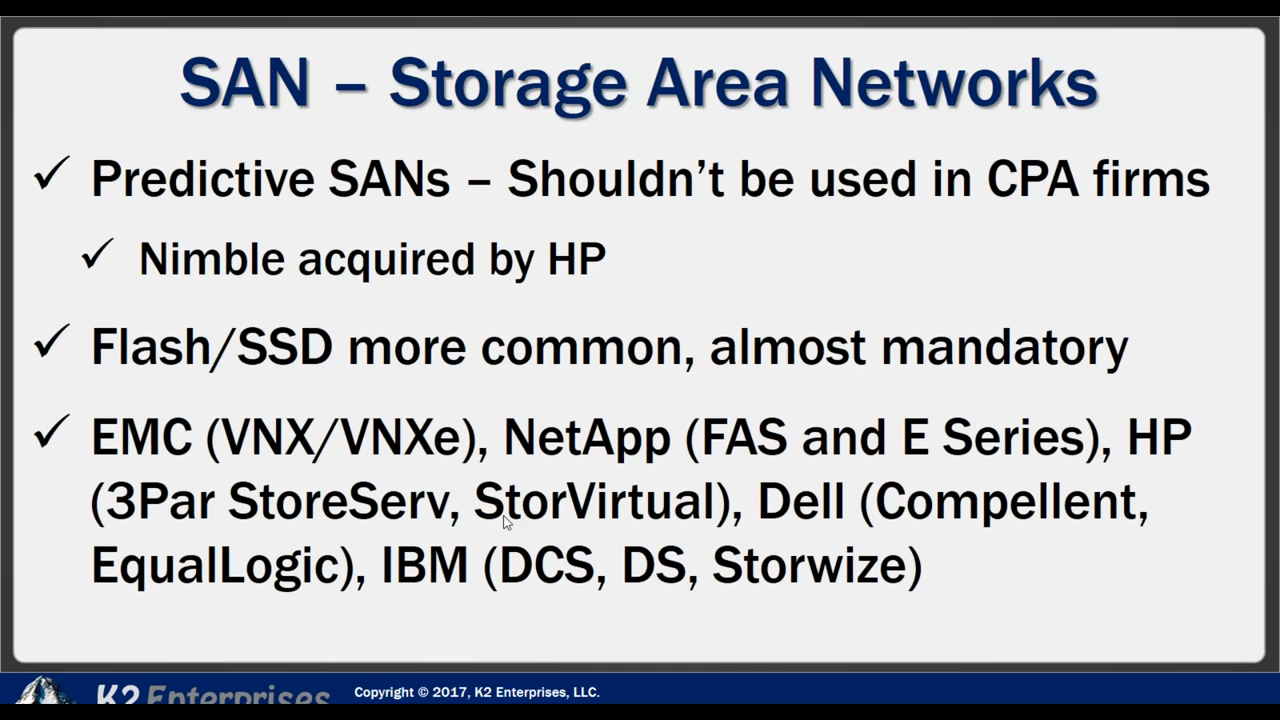 SAN – Storage Area Networks
✓ Predictive SANs – Shouldn't be used in CPA firms
✓ Nimble acquired by HP
✓ Flash/SSD more common, almost mandatory
✓ EMC (VNX/VNXe), NetApp (FAS and E Series), HP
(3Par StoreServ, StorVirtual), Dell (Compellent,
EqualLogic), IBM (DCS, DS, Storwize)
K2 Enterprises
Copyright © 2017, K2 Enterprises, LLC.